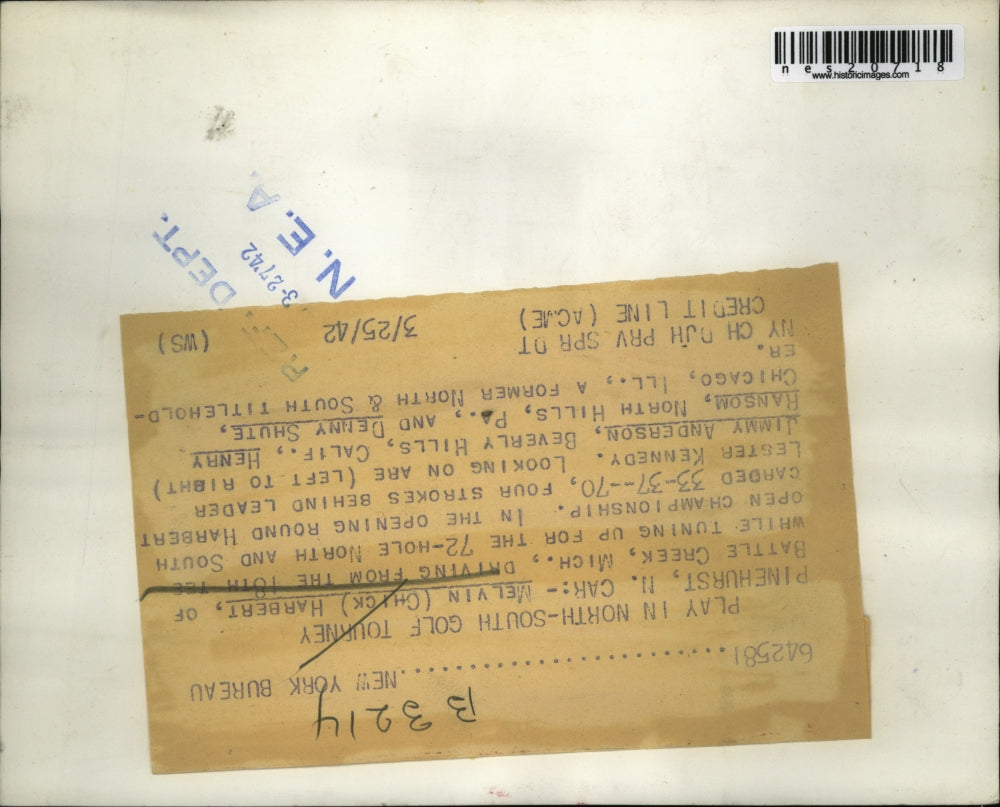 nes20718
www.historicimages.com
N. E. A.
3-27'42
DEPT.
B 3214
642581..........................NEW YORK BUREAU
PLAY IN NORTH-SOUTH GOLF TOURNEY
PINEHURST, N. CAR:- MELVIN (CHICK) HARBERT, OF
BATTLE CREEK, MICH., DRIVING FROM THE 18TH TEE
WHILE TUNING UP FOR THE 72-HOLE NORTH AND SOUTH
OPEN CHAMPIONSHIP. IN THE OPENING ROUND HARBERT
CARDED 33-37--70, FOUR STROKES BEHIND LEADER
LESTER KENNEDY. LOOKING ON ARE (LEFT TO RIGHT)
JIMMY ANDERSON, BEVERLY HILLS, CALIF., HENRY
RANSOM, NORTH HILLS, PA., AND DENNY SHUTE,
CHICAGO, ILL., A FORMER NORTH & SOUTH TITLEHOLD-
ER.
NY CH DJH PRV SPR DT
CREDIT LINE (ACME) 3/25/42 (WS)